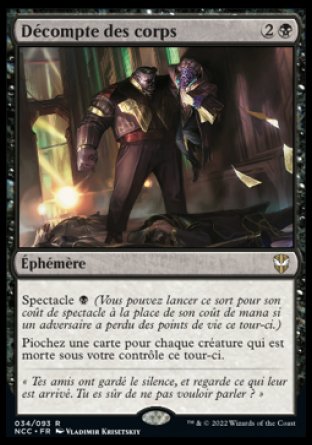 Décompte des corps 2
Éphémère
Spectacle (Vous pouvez lancer ce sort pour son
coût de spectacle à la place de son coût de mana si
un adversaire a perdu des points de vie ce tour-ci.)
Piochez une carte pour chaque créature qui est
morte sous votre contrôle ce tour-ci.
« Tes amis ont gardé le silence, et regarde ce qui leur
est arrivé. Tu es sûr de ne pas vouloir parler ? »
034/093 R
NCC • FR Vladimir Krisetskiy
™ & © 2022 Wizards of the Coast